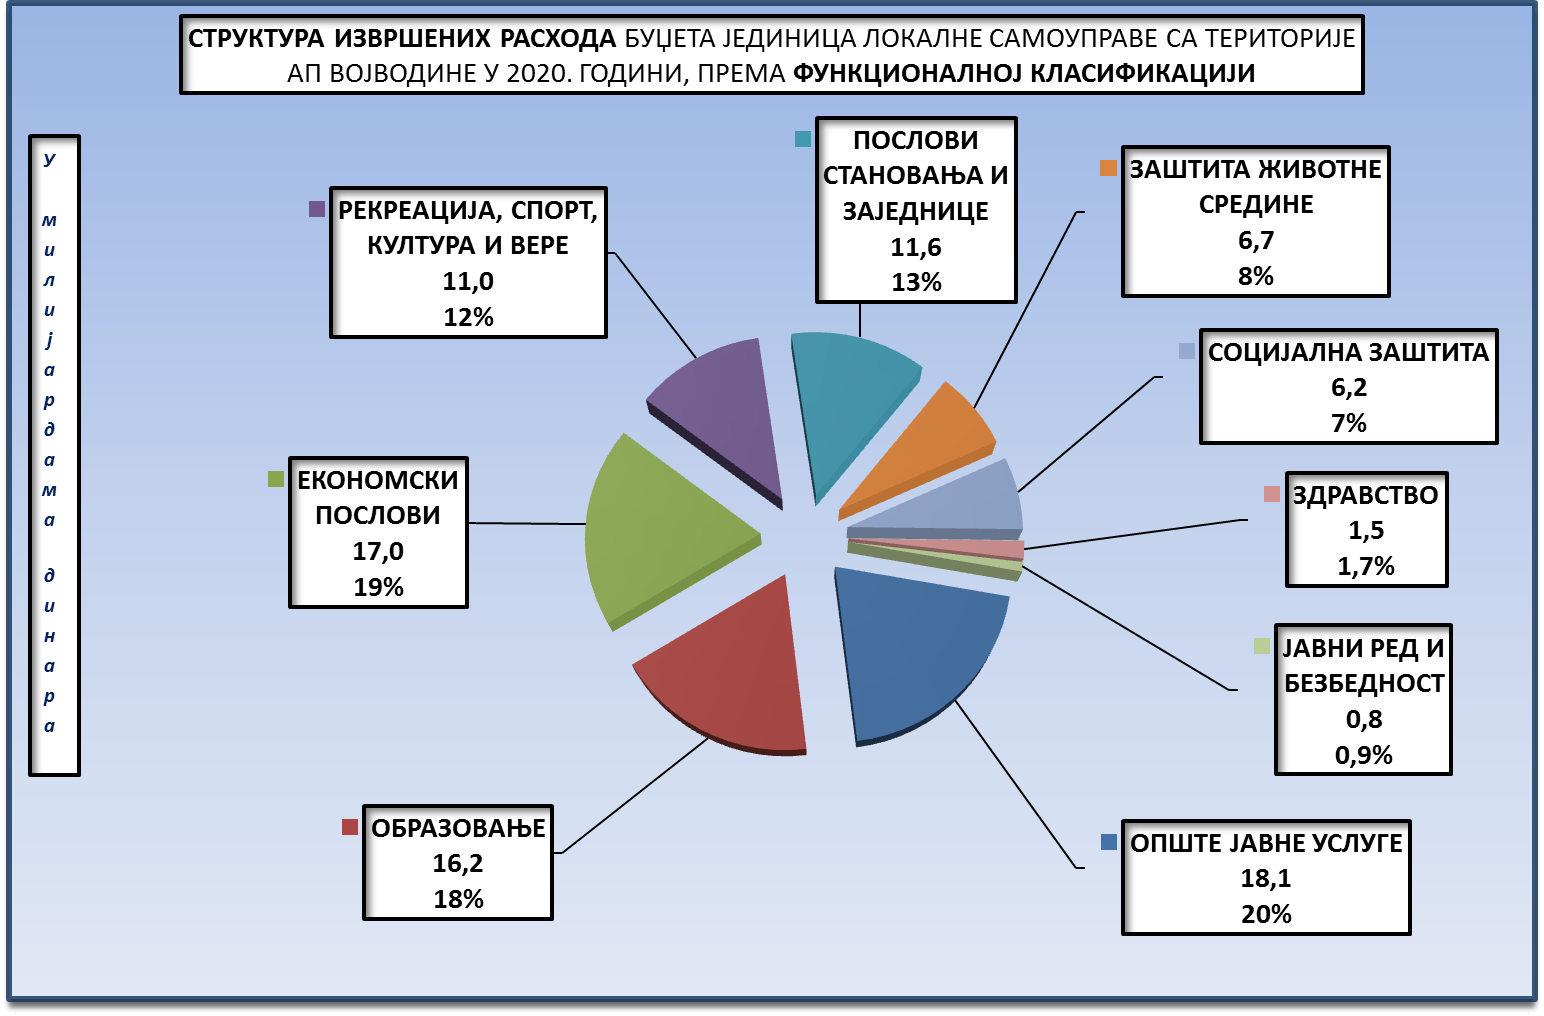 СТРУКТУРА ИЗВРШЕНИХ РАСХОДА БУЏЕТА ЈЕДИНИЦА ЛОКАЛНЕ САМОУПРАВЕ СА ТЕРИТОРИЈЕ
АП ВОЈВОДИНЕ У 2020. ГОДИНИ, ПРЕМА ФУНКЦИОНАЛНОЈ КЛАСИФИКАЦИЈИ
У милијардама динара
ПОСЛОВИ
СТАНОВАЊА И
ЗАЈЕДНИЦЕ
11,6
13%
ЗАШТИТА ЖИВОТНЕ
СРЕДИНЕ
6,7
8%
РЕКРЕАЦИЈА, СПОРТ,
КУЛТУРА И ВЕРЕ
11,0
12%
СОЦИЈАЛНА ЗАШТИТА
6,2
7%
ЕКОНОМСКИ
ПОСЛОВИ
17,0
19%
ЗДРАВСТВО
1,5
1,7%
ЈАВНИ РЕД И
БЕЗБЕДНОСТ
0,8
0,9%
ОБРАЗОВАЊЕ
16,2
18%
ОПШТЕ ЈАВНЕ УСЛУГЕ
18,1
20%